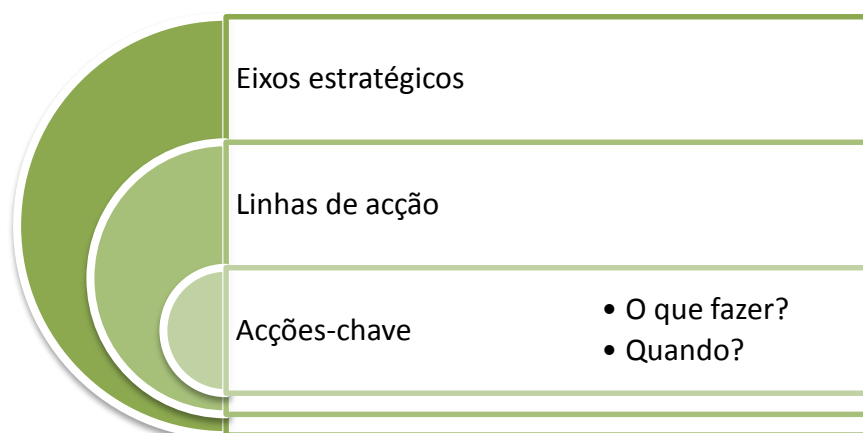 Eixos estratégicos
Linhas de acção
Acções-chave
• O que fazer?
• Quando?